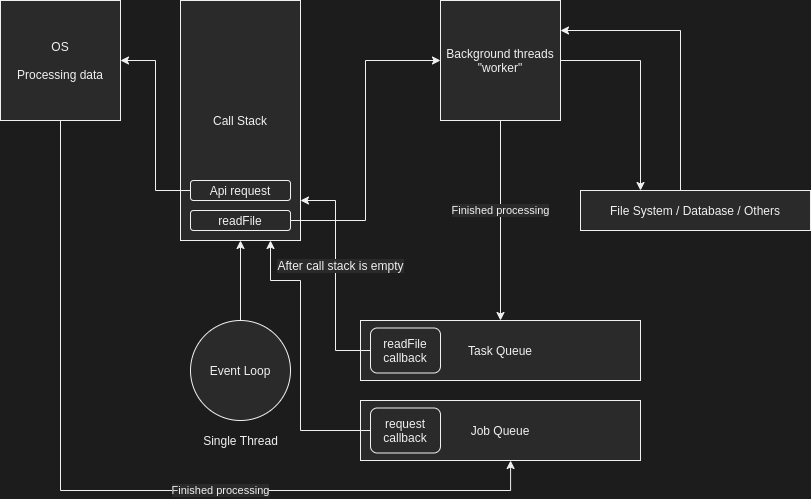 OS
Processing data
Call Stack
Api request
readFile
Background threads
"worker"
Finished processing
File System / Database / Others
After call stack is empty
Event Loop
Single Thread
readFile
callback
Task Queue
request
callback
Job Queue
Finished processing